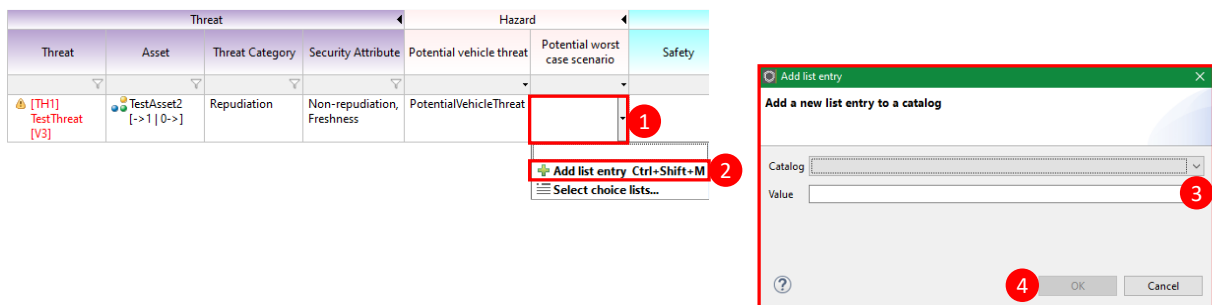 Threat
Hazard
Threat
Asset
Threat Category
Security Attribute
Potential vehicle threat
Potential worst
case scenario
Safety
[TH1]
TestThreat
[V3]
TestAsset2
[->1 | 0->]
Repudiation
Non-repudiation,
Freshness
PotentialVehicleThreat
1
Add list entry Ctrl+Shift+M
2
Select choice lists...
Add list entry
Add a new list entry to a catalog
Catalog
Value
3
?
4
OK
Cancel